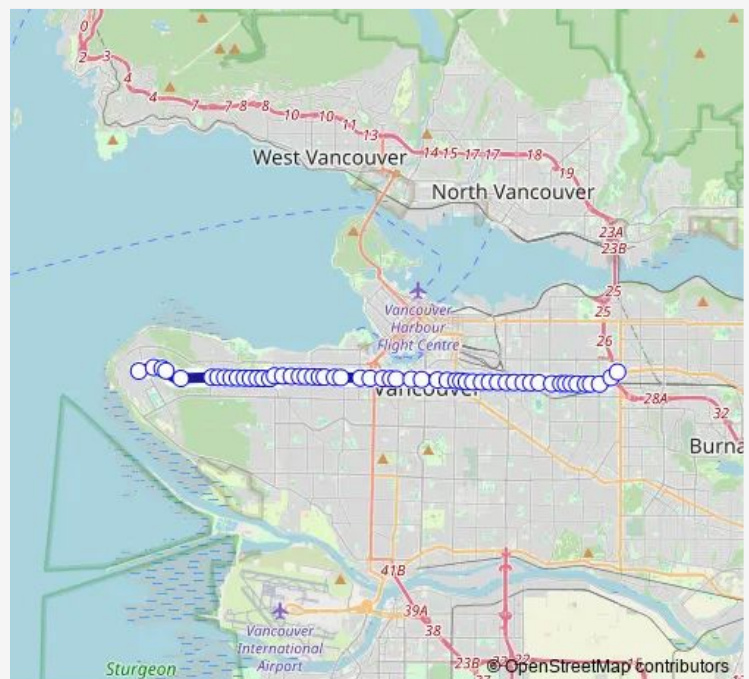 0
2
3
4
4
7
7
8
8
10
10
11
13
West Vancouver
14
15
17
17
18
19
North Vancouver
23A
23B
25
25
26
Vancouver
Harbour
Flight Centre
Vancouver
28A
32
Burna
41B
39A
38
23B
Vancouver
International
Airport
Sturgeon
© OpenStreetMap contributors